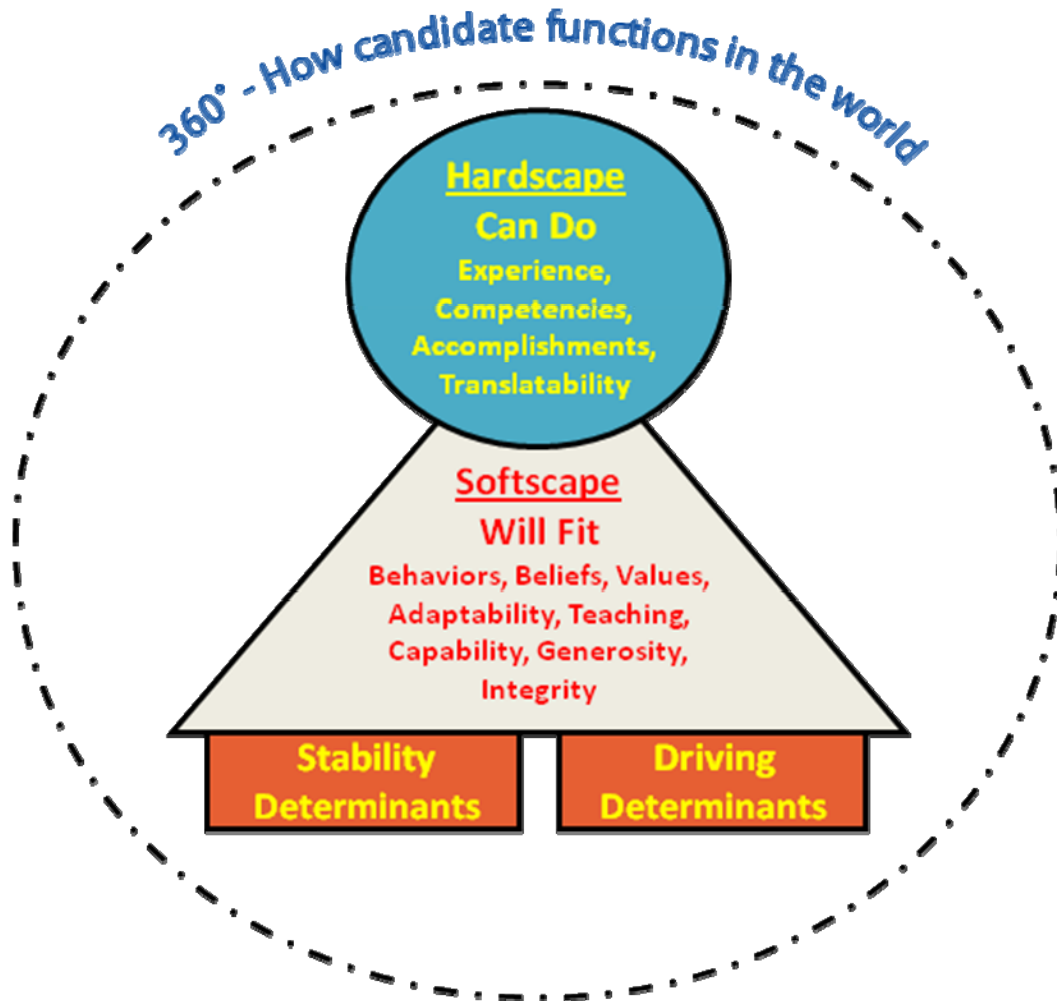 360° - How candidate functions in the world
Hardscape
Can Do
Experience,
Competencies,
Accomplishments,
Translatability
Softscape
Will Fit
Behaviors, Beliefs, Values,
Adaptability, Teaching,
Capability, Generosity,
Integrity
Stability
Determinants
Driving
Determinants